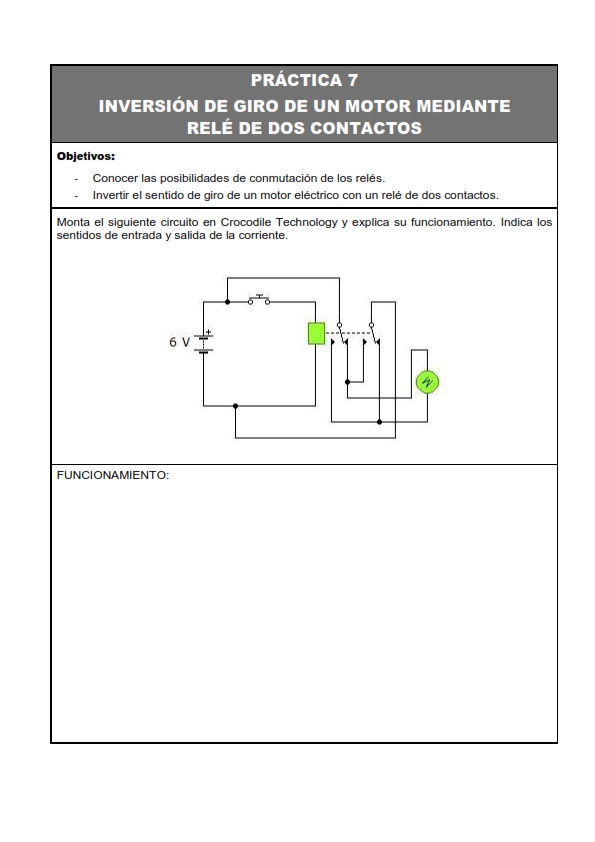 PRÁCTICA 7
INVERSIÓN DE GIRO DE UN MOTOR MEDIANTE
RELÉ DE DOS CONTACTOS
Objetivos:
- Conocer las posibilidades de conmutación de los relés.
- Invertir el sentido de giro de un motor eléctrico con un relé de dos contactos.
Monta el siguiente circuito en Crocodile Technology y explica su funcionamiento. Indica los
sentidos de entrada y salida de la corriente.
6 V
+
M
FUNCIONAMIENTO: